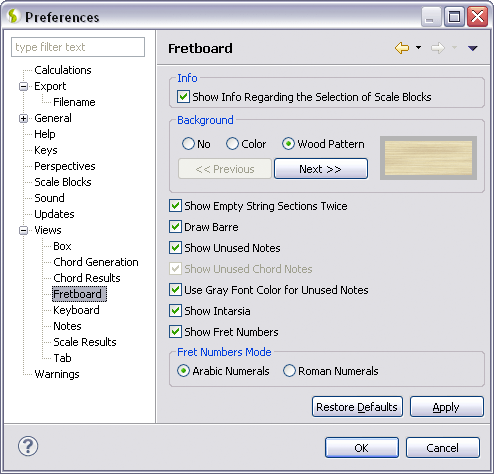 Preferences
type filter text
Calculations
Export
Filename
General
Help
Keys
Perspectives
Scale Blocks
Sound
Updates
Views
Box
Chord Generation
Chord Results
Fretboard
Keyboard
Notes
Scale Results
Tab
Warnings
Fretboard
Info
Show Info Regarding the Selection of Scale Blocks
Background
No Color Wood Pattern
<< Previous Next >>
Show Empty String Sections Twice
Draw Barre
Show Unused Notes
Show Unused Chord Notes
Use Gray Font Color for Unused Notes
Show Intarsia
Show Fret Numbers
Fret Numbers Mode
Arabic Numerals Roman Numerals
Restore Defaults Apply
? OK Cancel